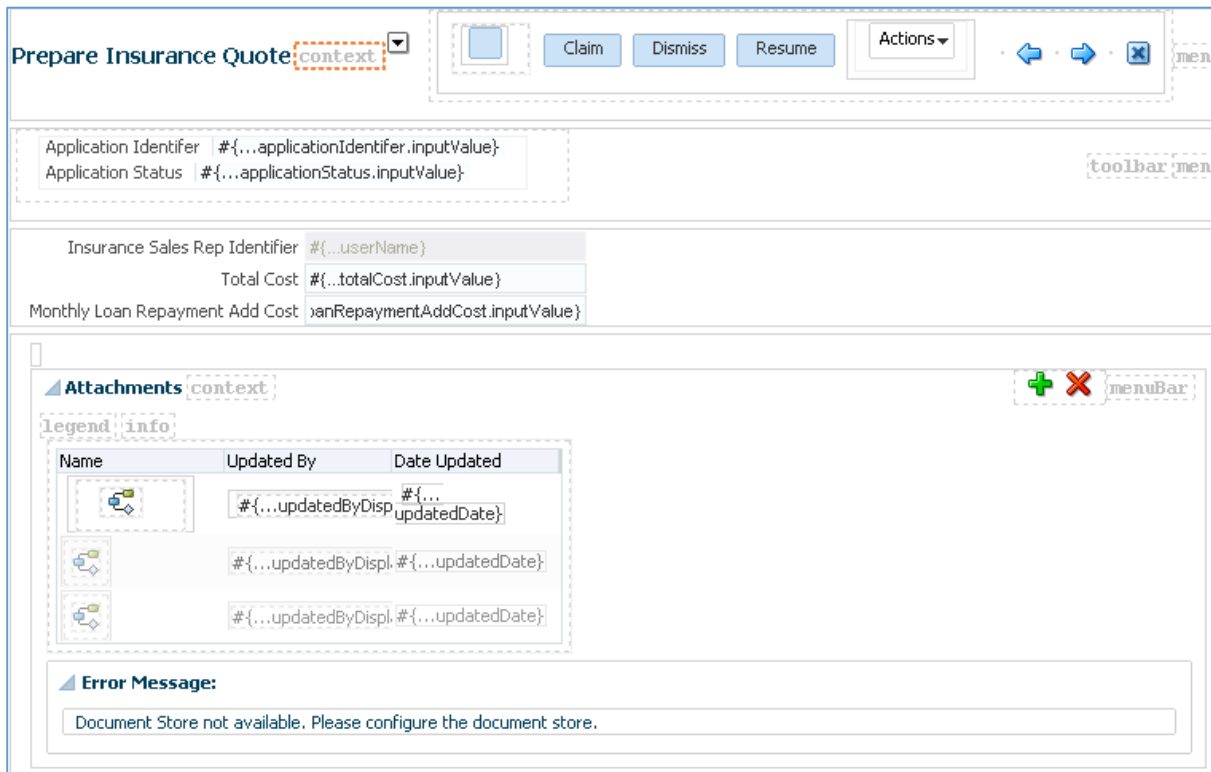 Prepare Insurance Quote context Claim Dismiss Resume Actions men
Application Identifer #{...applicationIdentifer.inputValue}
Application Status #{...applicationStatus.inputValue} toolbar men
Insurance Sales Rep Identifier #{...userName}
Total Cost #{...totalCost.inputValue}
Monthly Loan Repayment Add Cost anRepaymentAddCost.inputValue}
Attachments context menuBar
legend info
Name Updated By Date Updated
#{...updatedByDisp #{...
updatedDate}
#{...updatedByDispl #{...updatedDate}
#{...updatedByDispl #{...updatedDate}
Error Message:
Document Store not available. Please configure the document store.